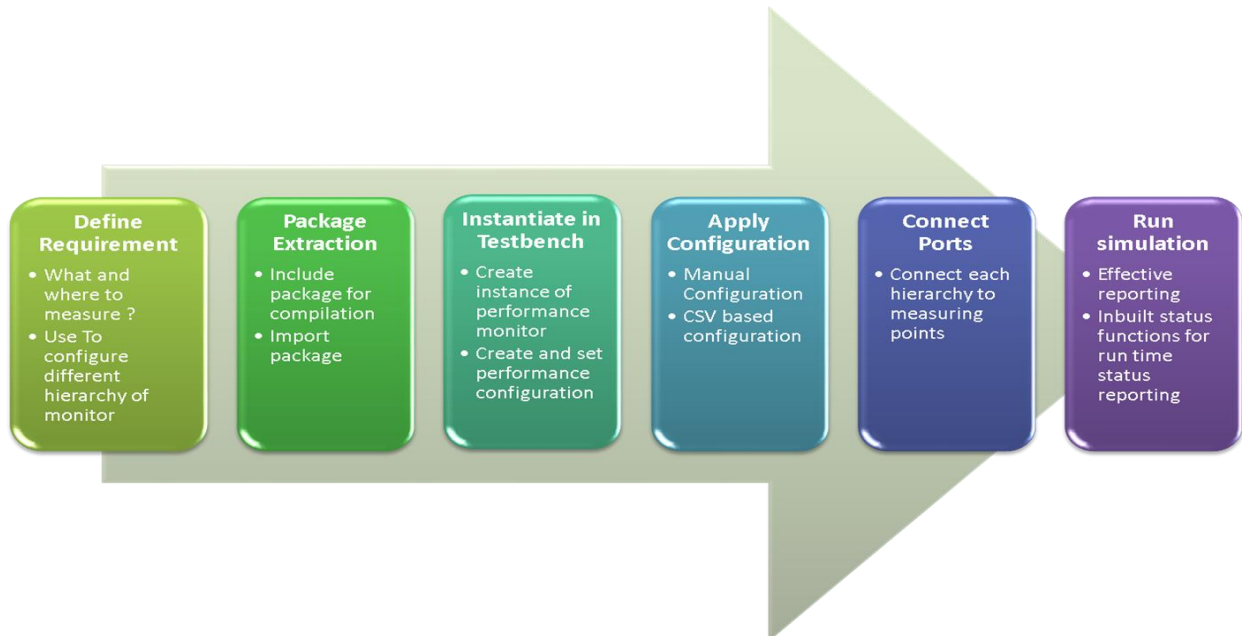 Define
Requirement
• What and
where to
measure ?
• Use To
configure
different
hierarchy of
monitor
Package
Extraction
• Include
package for
compilation
• Import
package
Instantiate in
Testbench
• Create
instance of
performance
monitor
• Create and set
performance
configuration
Apply
Configuration
• Manual
Configuration
• CSV based
configuration
Connect
Ports
• Connect each
hierarchy to
measuring
points
Run
simulation
• Effective
reporting
• Inbuilt status
functions for
run time
status
reporting